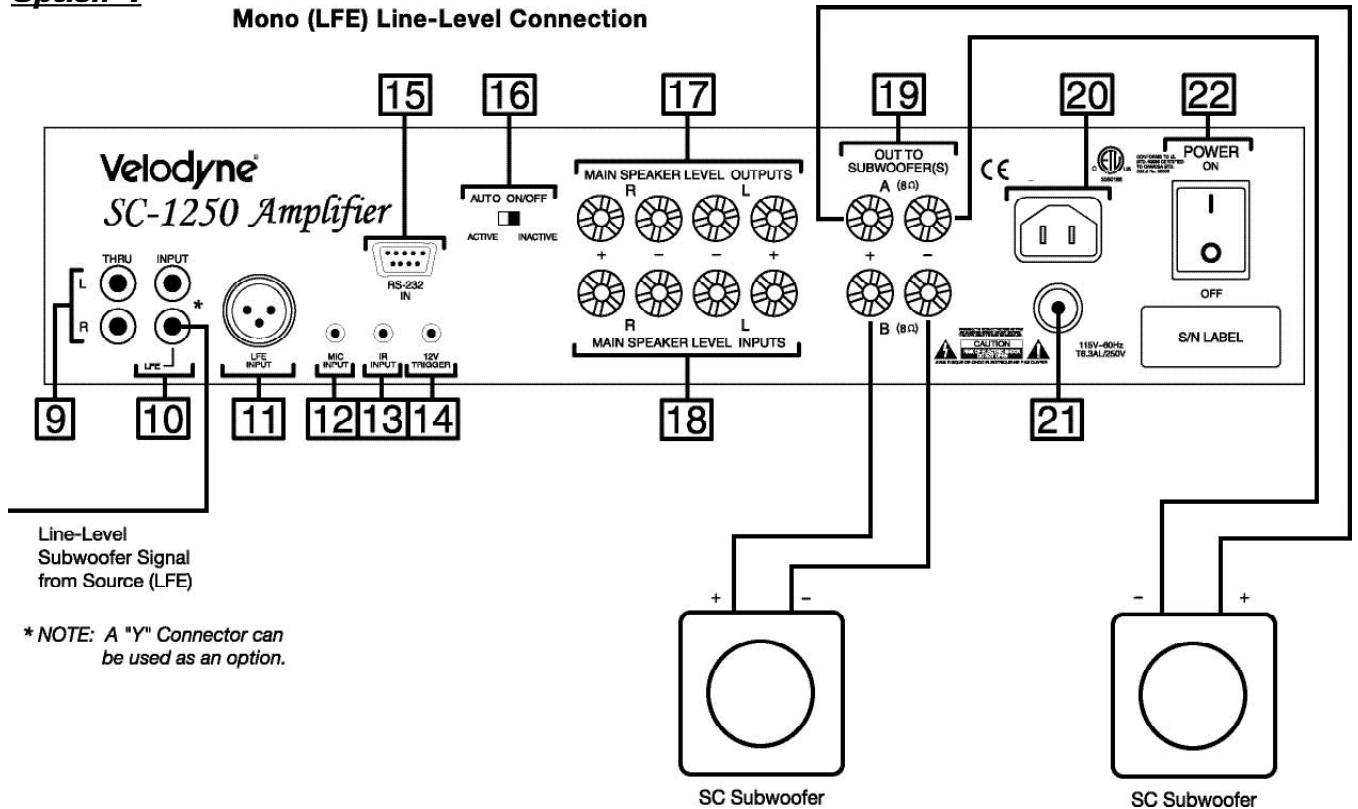 Option 1
Mono (LFE) Line-Level Connection
15
16
17
19
20
22
Velodyne
SC-1250 Amplifier
AUTO ON/OFF
ACTIVE INACTIVE
RS-232
IN
MAIN SPEAKER LEVEL OUTPUTS
R L
+ - - +
R L
MAIN SPEAKER LEVEL INPUTS
OUT TO
SUBWOOFER(S)
A (8Ω)
+ -
B (8Ω)
CE
POWER
ON
OFF
THRU INPUT
L
R
*
LFE
LFE
INPUT
MIC
INPUT
IR
INPUT
12V
TRIGGER
CAUTION
115V~60Hz
T6.3AL/250V
S/N LABEL
9
10
11
12
13
14
18
21
Line-Level
Subwoofer Signal
from Source (LFE)
* NOTE: A "Y" Connector can
be used as an option.
+ -
- +
SC Subwoofer
SC Subwoofer